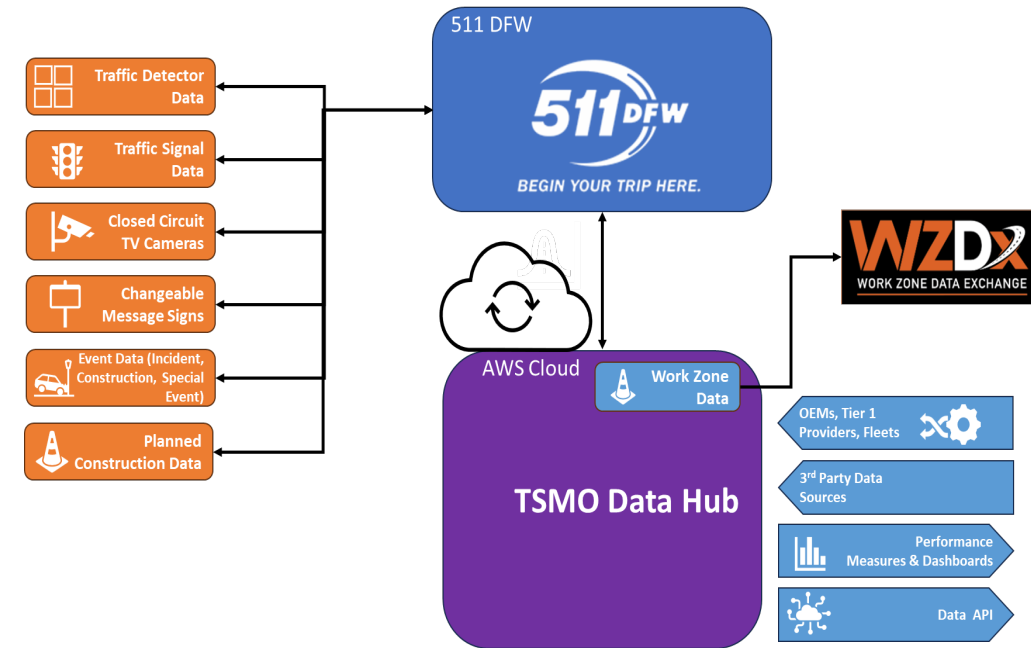 511 DFW
511 DFW
BEGIN YOUR TRIP HERE.
Traffic Detector
Data
Traffic Signal
Data
Closed Circuit
TV Cameras
Changeable
Message Signs
Event Data (Incident,
Construction, Special
Event)
Planned
Construction Data
AWS Cloud
Work Zone
Data
TSMO Data Hub
WZDx
WORK ZONE DATA EXCHANGE
OEMs, Tier 1
Providers, Fleets
3rd Party Data
Sources
Performance
Measures & Dashboards
Data API